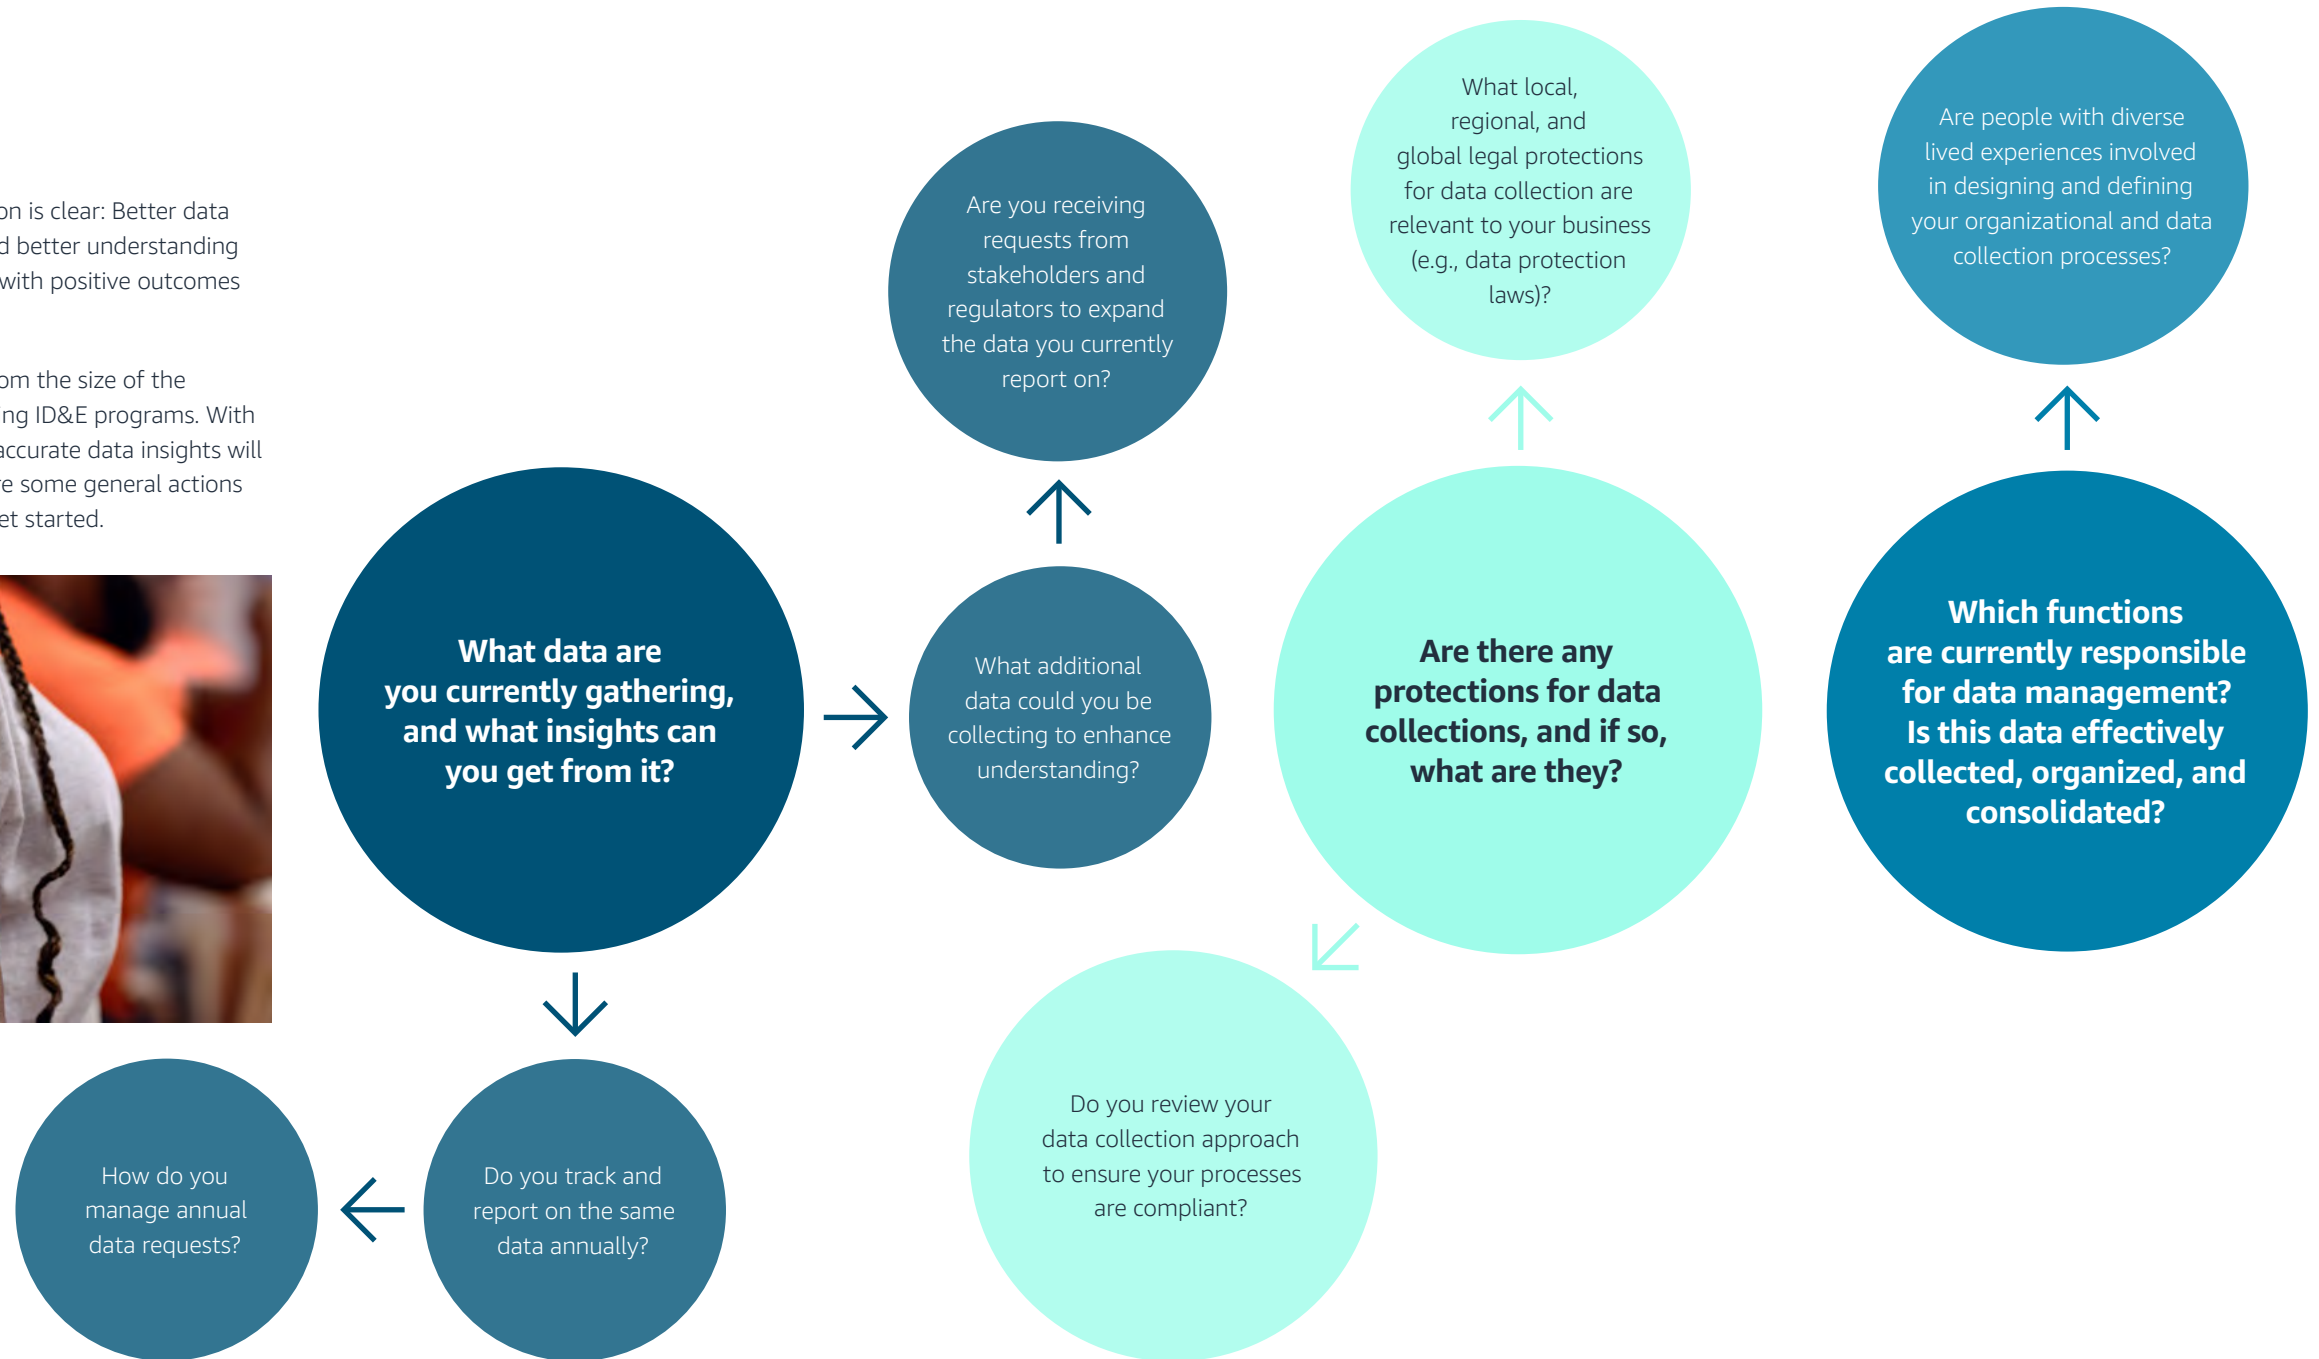 on is clear: Better data
better understanding
with positive outcomes
om the size of the
ing ID&E programs. With
accurate data insights will
re some general actions
et started.
What data are
you currently gathering,
and what insights can
you get from it?
What additional
data could you be
collecting to enhance
understanding?
Are you receiving
requests from
stakeholders and
regulators to expand
the data you currently
report on?
Do you track and
report on the same
data annually?
How do you
manage annual
data requests?
Are there any
protections for data
collections, and if so,
what are they?
What local,
regional, and
global legal protections
for data collection are
relevant to your business
(e.g., data protection
laws)?
Do you review your
data collection approach
to ensure your processes
are compliant?
Which functions
are currently responsible
for data management?
Is this data effectively
collected, organized, and
consolidated?
Are people with diverse
lived experiences involved
in designing and defining
your organizational and data
collection processes?